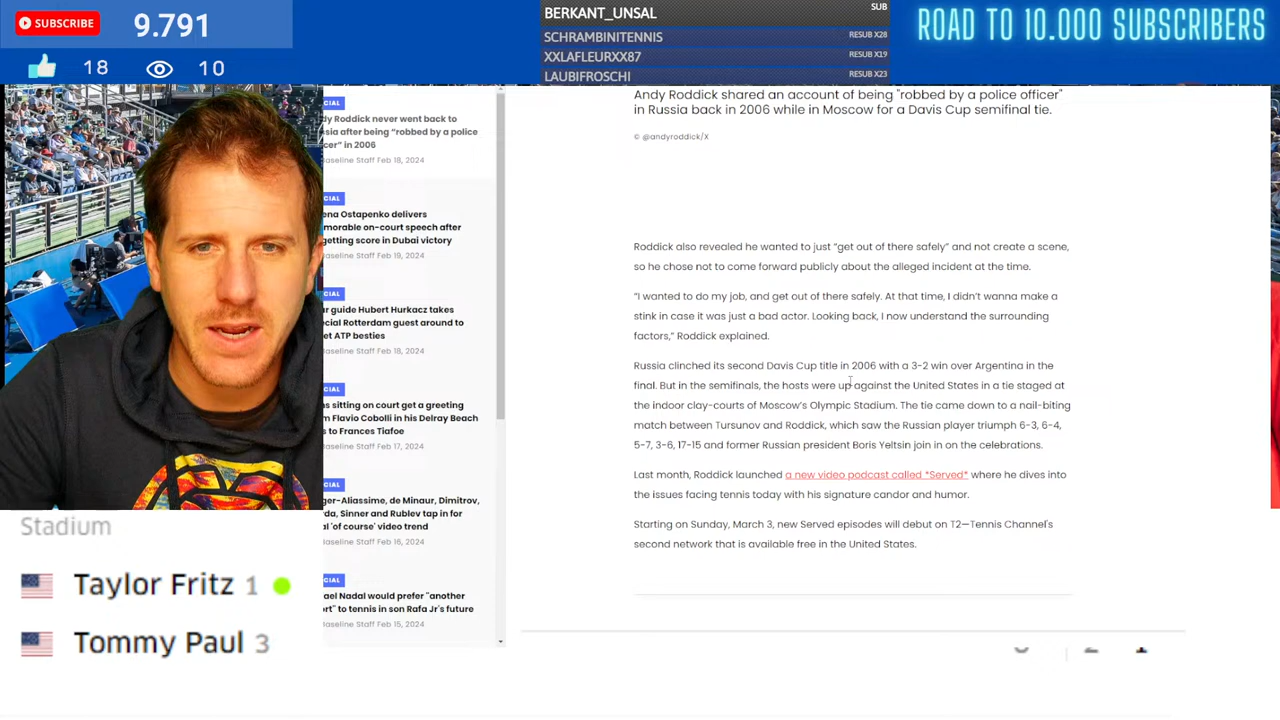 SUBSCRIBE
9.791
18
10
BERKANT_UNSAL SUB
SCHRAMBINITENNIS RESUB X28
XXLAFLEURXX87 RESUB X19
LAUBIFROSCHI RESUB X23
ROAD TO 10.000 SUBSCRIBERS
CIAL
dy Roddick never went back to
sia after being "robbed by a police
cer" in 2006
aseline Staff Feb 18, 2024
CIAL
ena Ostapenko delivers
morable on-court speech after
getting score in Dubai victory
aseline Staff Feb 19, 2024
CIAL
ur guide Hubert Hurkacz takes
ecial Rotterdam guest around to
et ATP besties
aseline Staff Feb 18, 2024
CIAL
ns sitting on court get a greeting
m Flavio Cobolli in his Delray Beach
s to Frances Tiafoe
aseline Staff Feb 17, 2024
CIAL
ger-Aliassime, de Minaur, Dimitrov,
rda, Sinner and Rublev tap in for
al 'of course' video trend
aseline Staff Feb 16, 2024
CIAL
ael Nadal would prefer "another
ort" to tennis in son Rafa Jr's future
aseline Staff Feb 15, 2024
Andy Roddick shared an account of being "robbed by a police officer"
in Russia back in 2006 while in Moscow for a Davis Cup semifinal tie.
© @andyroddick/X
Roddick also revealed he wanted to just "get out of there safely" and not create a scene,
so he chose not to come forward publicly about the alleged incident at the time.
"I wanted to do my job, and get out of there safely. At that time, I didn't wanna make a
stink in case it was just a bad actor. Looking back, I now understand the surrounding
factors," Roddick explained.
Russia clinched its second Davis Cup title in 2006 with a 3-2 win over Argentina in the
final. But in the semifinals, the hosts were up against the United States in a tie staged at
the indoor clay-courts of Moscow's Olympic Stadium. The tie came down to a nail-biting
match between Tursunov and Roddick, which saw the Russian player triumph 6-3, 6-4,
5-7, 3-6, 17-15 and former Russian president Boris Yeltsin join in on the celebrations.
Last month, Roddick launched a new video podcast called *Served* where he dives into
the issues facing tennis today with his signature candor and humor.
Starting on Sunday, March 3, new Served episodes will debut on T2—Tennis Channel's
second network that is available free in the United States.
Stadium
Taylor Fritz 1
Tommy Paul 3